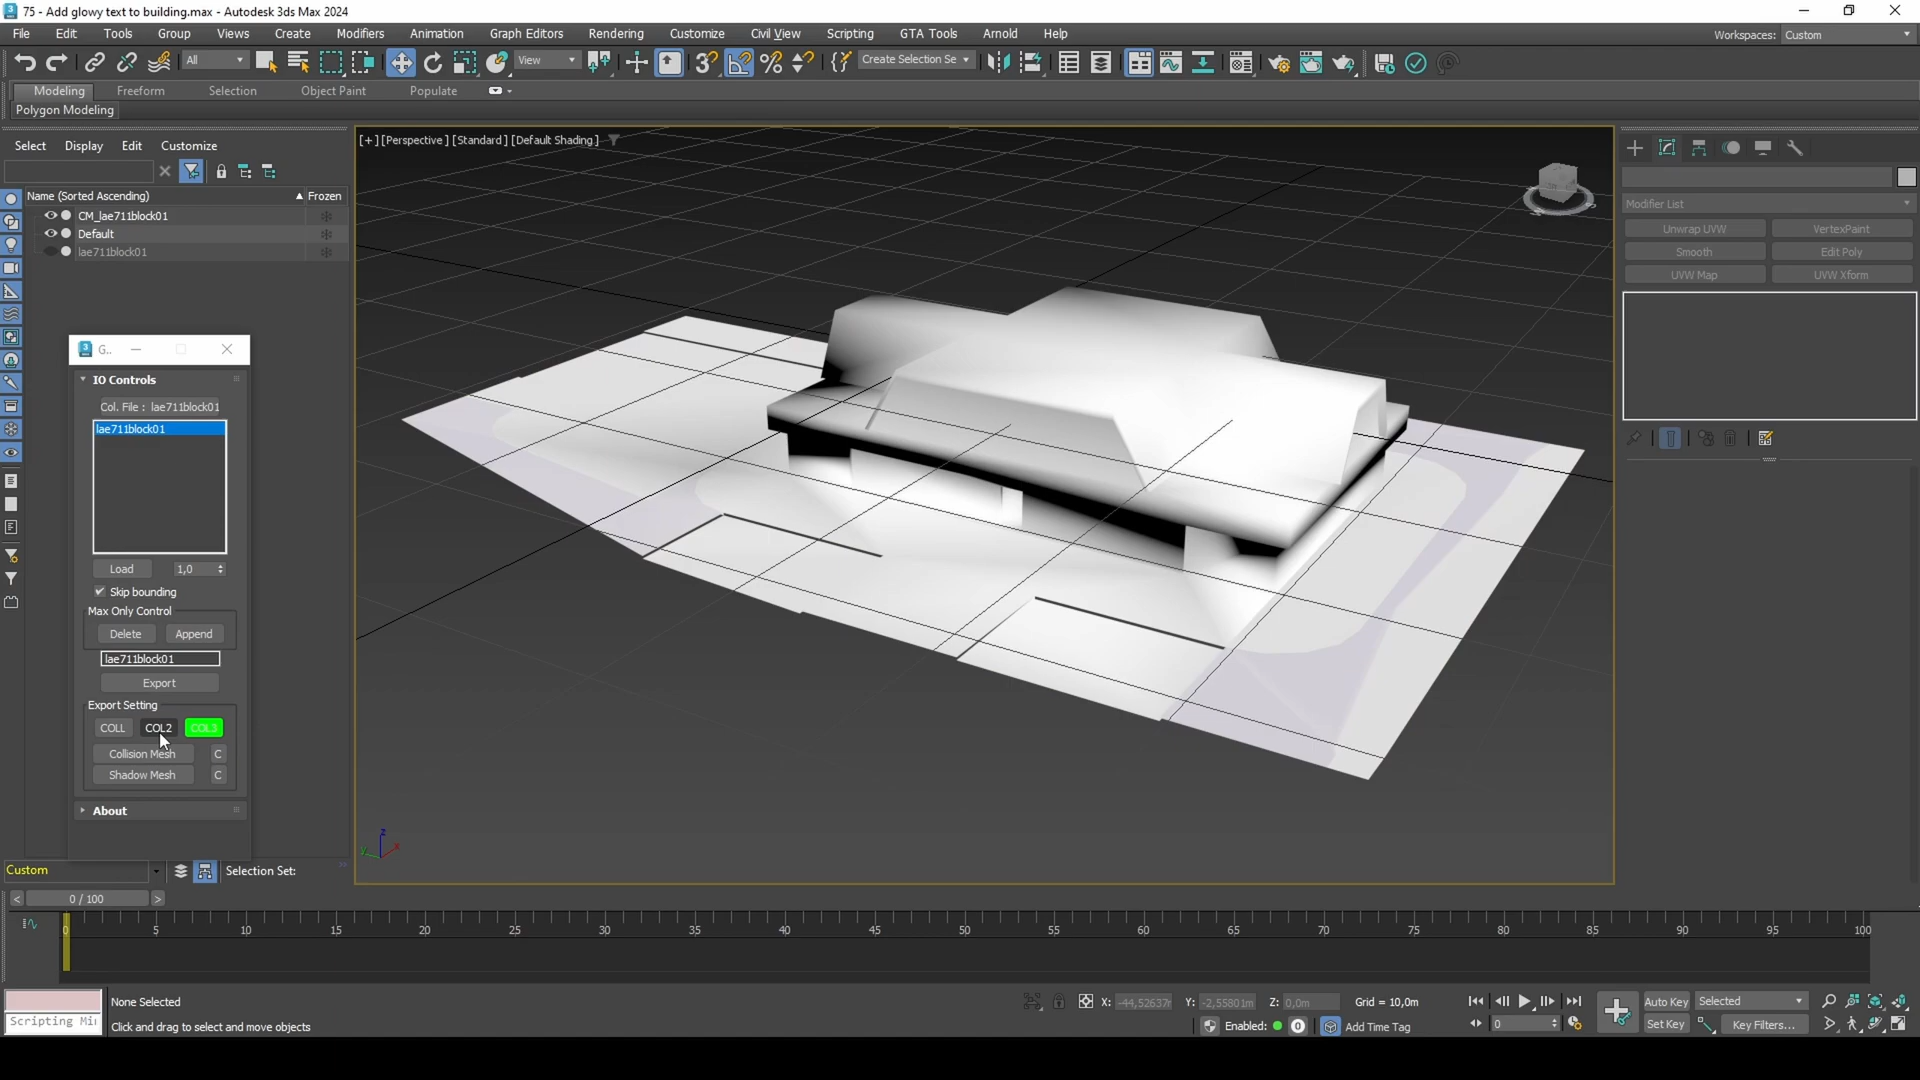 75 - Add glowy text to building.max - Autodesk 3ds Max 2024
File Edit Tools Group Views Create Modifiers Animation Graph Editors Rendering Customize Civil View Scripting GTA Tools Arnold Help
Workspaces: Custom
All View Create Selection Se
Modeling Freeform Selection Object Paint Populate
Polygon Modeling
Select Display Edit Customize
Name (Sorted Ascending) Frozen
CM_lae711block01
Default
lae711block01
[+] [Perspective] [Standard] [Default Shading]
Modifier List
Unwrap UVW VertexPaint
Smooth Edit Poly
UVW Map UVW Xform
G..
IO Controls
Col. File : lae711block01
lae711block01
Load 1,0
Skip bounding
Max Only Control
Delete Append
lae711block01
Export
Export Setting
COLL COL2 COL3
Collision Mesh C
Shadow Mesh C
About
z
x
y
Custom Selection Set:
< 0 / 100 >
0 5 10 15 20 25 30 35 40 45 50 55 60 65 70 75 80 85 90 95 100
None Selected
X: -44,52637m Y: -2,55801m Z: 0,0m Grid = 10,0m
Auto Key Selected
Scripting Mi
Click and drag to select and move objects
Enabled: 0 Add Time Tag
0
Set Key Key Filters...